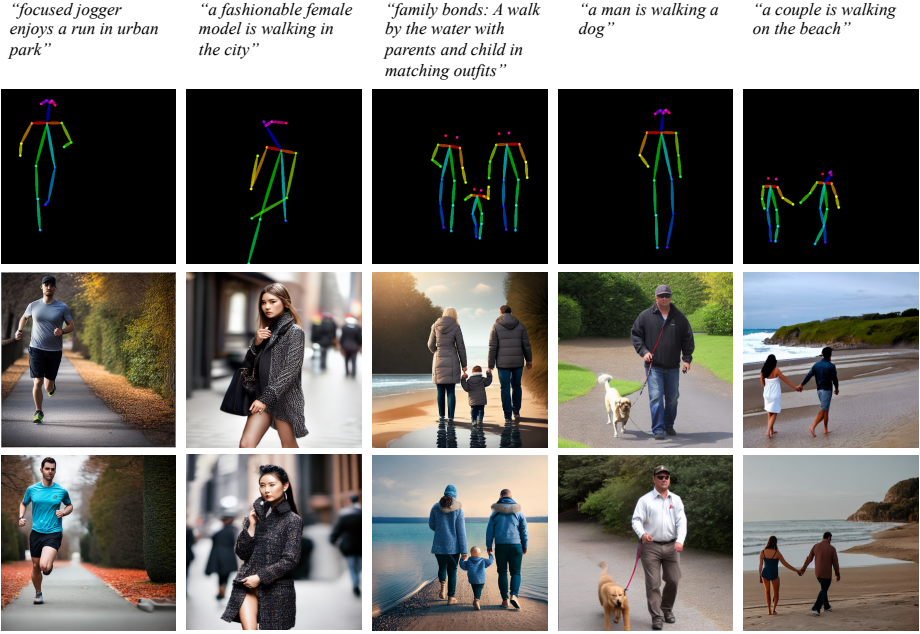 “focused jogger
enjoys a run in urban
park”
“a fashionable female
model is walking in
the city”
“family bonds: A walk
by the water with
parents and child in
matching outfits”
“a man is walking a
dog”
“a couple is walking
on the beach”